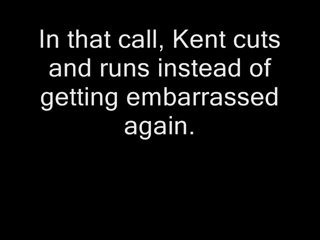 In that call, Kent cuts
and runs instead of
getting embarrassed
again.